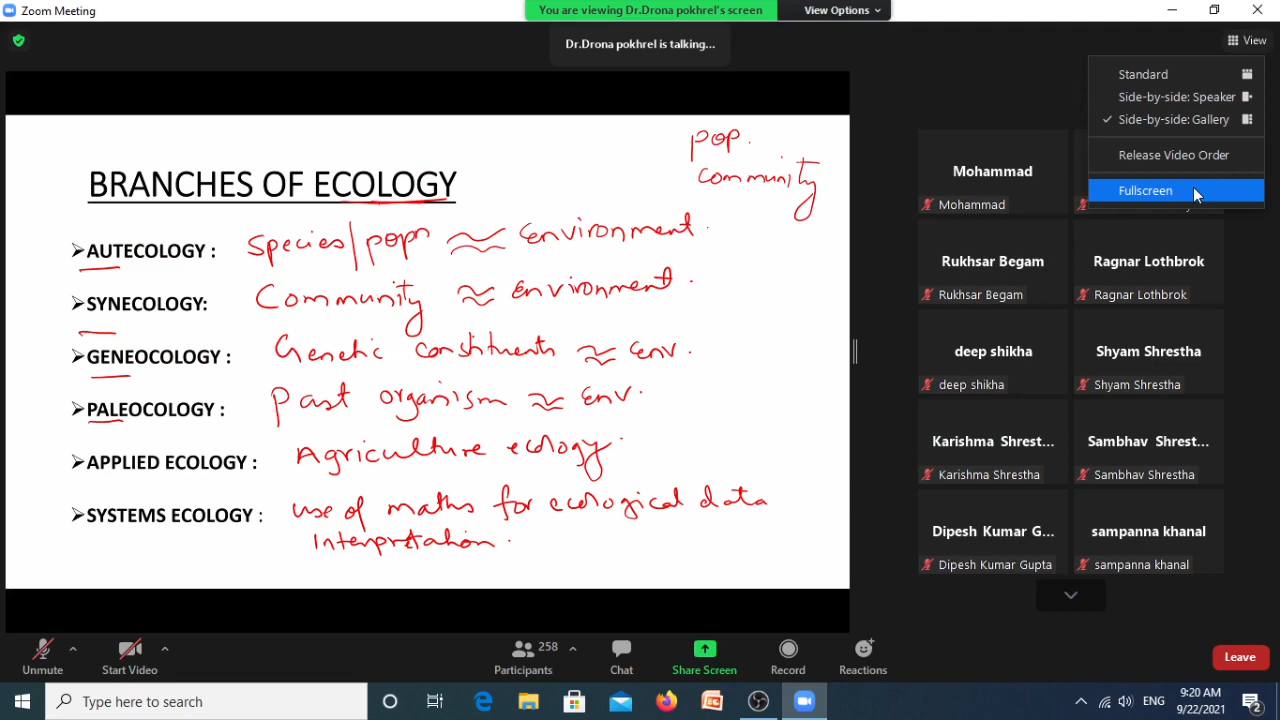 Zoom Meeting
You are viewing Dr.Drona pokhrel's screen
View Options
Dr.Drona pokhrel is talking...
View
Standard
Side-by-side: Speaker
Side-by-side: Gallery
Release Video Order
Fullscreen
pop.
community
BRANCHES OF ECOLOGY
AUTECOLOGY : Species/popn ≈ environment.
SYNECOLOGY: Community ≈ environment.
GENEOCOLOGY : Genetic constituents ≈ env.
PALEOCOLOGY : Past organism ≈ env.
APPLIED ECOLOGY : Agriculture ecology.
SYSTEMS ECOLOGY : use of maths for ecological data
Interpretation.
Mohammad
Mohammad
Rukhsar Begam
Ragnar Lothbrok
Rukhsar Begam
Ragnar Lothbrok
deep shikha
Shyam Shrestha
deep shikha
Shyam Shrestha
Karishma Shrest...
Sambhav Shrest...
Karishma Shrestha
Sambhav Shrestha
Dipesh Kumar G...
sampanna khanal
Dipesh Kumar Gupta
sampanna khanal
Unmute
Start Video
258
Participants
Chat
Share Screen
Record
Reactions
Leave
Type here to search
ENG
9:20 AM
9/22/2021
2